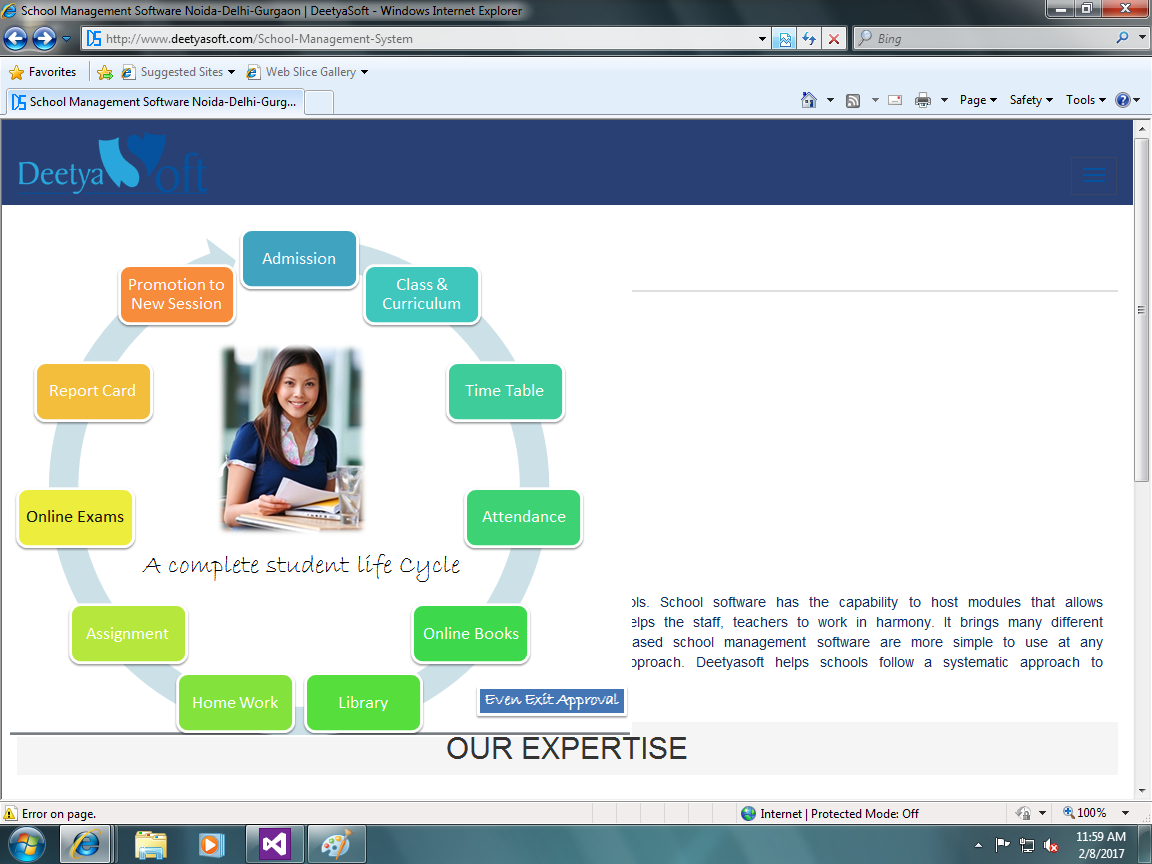 School Management Software Noida-Delhi-Gurgaon | DeetyaSoft - Windows Internet Explorer
http://www.deetyasoft.com/School-Management-System
Bing
Favorites
Suggested Sites
Web Slice Gallery
School Management Software Noida-Delhi-Gurg...
Page
Safety
Tools
DeetyaSoft
Admission
Promotion to
New Session
Class &
Curriculum
Report Card
Time Table
Online Exams
Attendance
A complete student life Cycle
Assignment
Online Books
Home Work
Library
Even Exit Approval
ols. School software has the capability to host modules that allows
elps the staff, teachers to work in harmony. It brings many different
ased school management software are more simple to use at any
pproach. Deetyasoft helps schools follow a systematic approach to
OUR EXPERTISE
Error on page.
Internet | Protected Mode: Off
100%
11:59 AM
2/8/2017